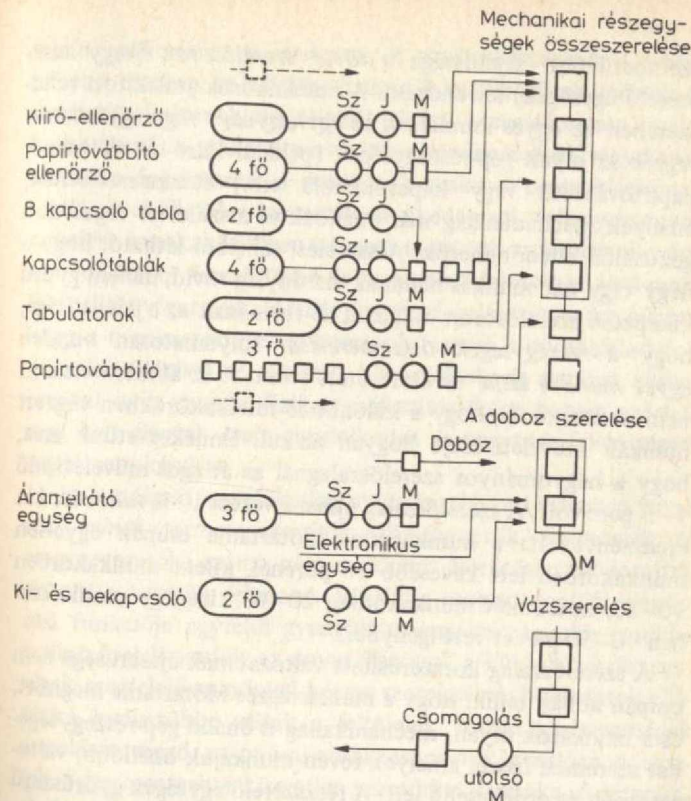 Mechanikai részegy-
ségek összeszerelése
Sz J M
Kiíró-ellenőrző
Papírtovábbító
ellenőrző
4 fő
Sz J M
B kapcsoló tábla
2 fő
Sz J
Kapcsolótáblák
4 fő
Sz J M
Tabulátorok
2 fő
Sz J M
3 fő
Papírtovábbító
Sz J M
A doboz szerelése
Doboz
Áramellátó
egység
3 fő
Sz J M
Elektronikus
egység
M
Ki- és bekapcsoló
2 fő
Sz J M
Vázszerelés
Csomagolás
utolsó
M